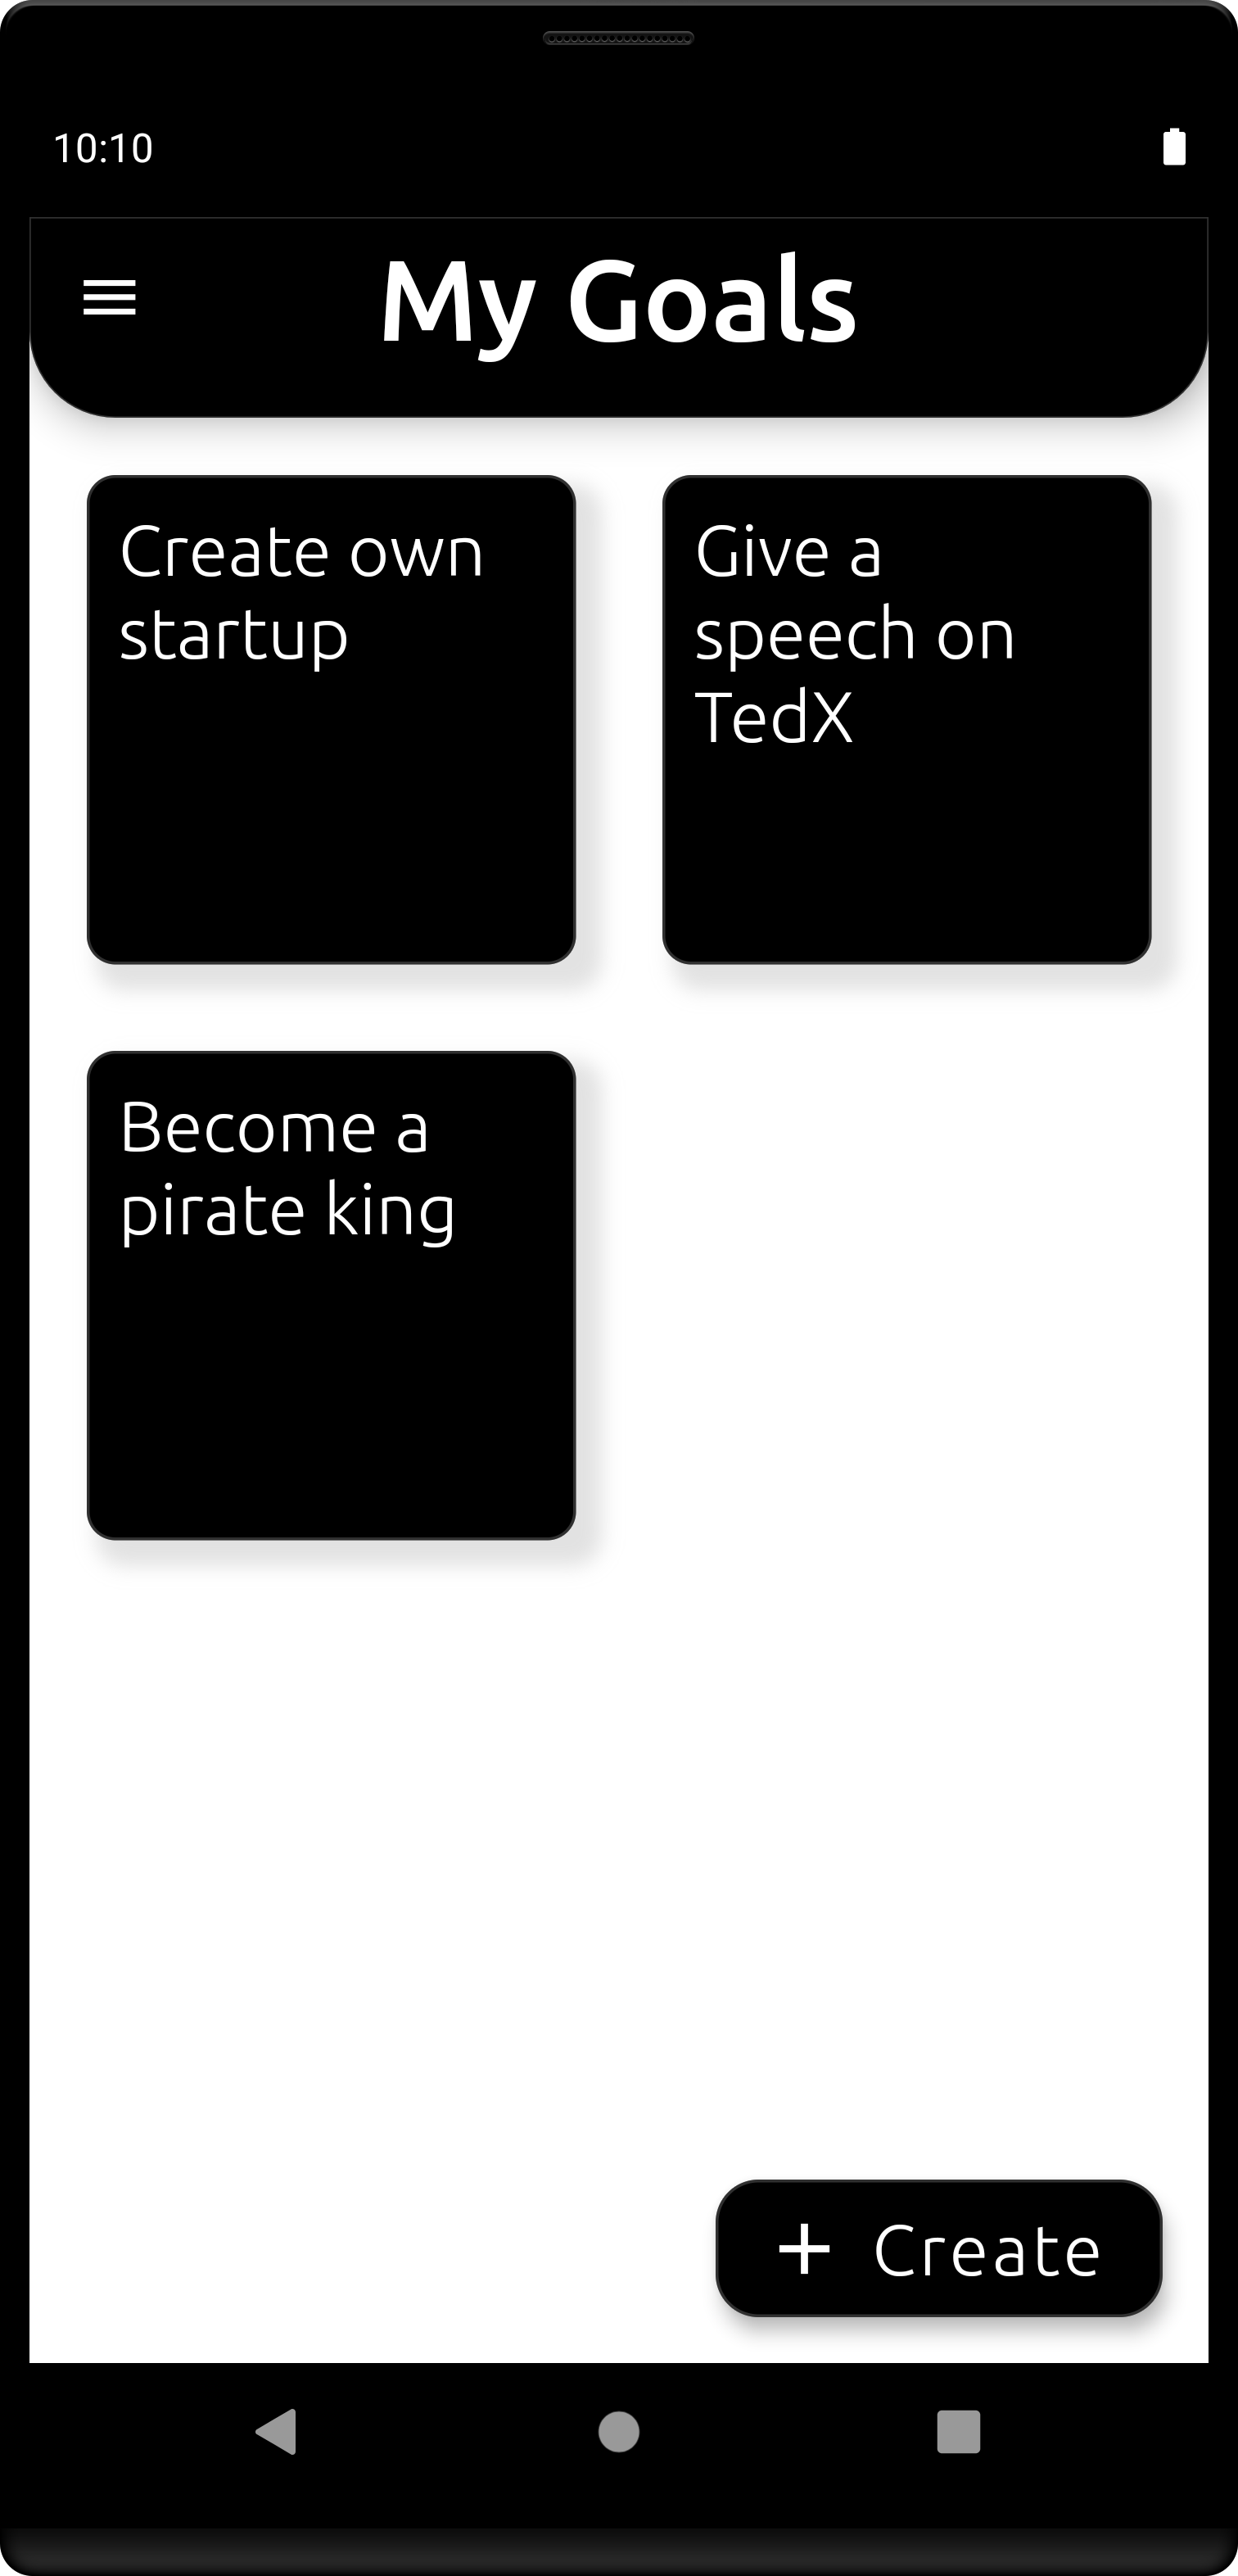 10:10
My Goals
Create own
startup
Give a
speech on
TedX
Become a
pirate king
+ Create